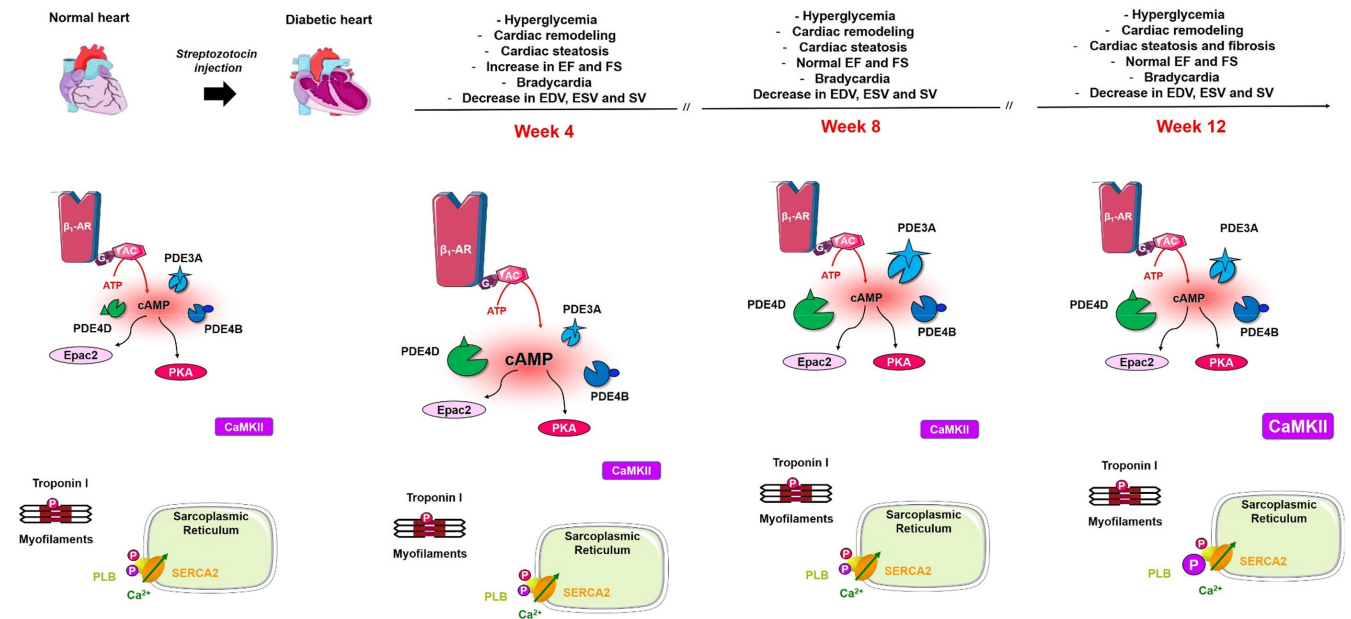 Normal heart
Streptozotocin
injection
Diabetic heart
- Hyperglycemia
- Cardiac remodeling
- Cardiac steatosis
- Increase in EF and FS
- Bradycardia
- Decrease in EDV, ESV and SV
//
Week 4
- Hyperglycemia
- Cardiac remodeling
- Cardiac steatosis
- Normal EF and FS
- Bradycardia
Decrease in EDV, ESV and SV
//
Week 8
- Hyperglycemia
- Cardiac remodeling
- Cardiac steatosis and fibrosis
- Normal EF and FS
- Bradycardia
- Decrease in EDV, ESV and SV
Week 12
β₁-AR
Gₛ
AC
ATP
PDE3A
cAMP
PDE4D
PDE4B
Epac2
PKA
CaMKII
Troponin I
P
Myofilaments
Sarcoplasmic
Reticulum
P
P
PLB
SERCA2
Ca²⁺
β₁-AR
G
AC
ATP
PDE3A
PDE4D
cAMP
PDE4B
Epac2
PKA
CaMKII
Troponin I
P
Myofilaments
Sarcoplasmic
Reticulum
P
P
PLB
SERCA2
Ca²⁺
β₁-AR
G
AC
PDE3A
ATP
PDE4D
cAMP
PDE4B
Epac2
PKA
CaMKII
Troponin I
P
Myofilaments
Sarcoplasmic
Reticulum
P
P
PLB
SERCA2
Ca²⁺
β₁-AR
G
AC
PDE3A
ATP
PDE4D
cAMP
PDE4B
Epac2
PKA
CaMKII
Troponin I
P
Myofilaments
Sarcoplasmic
Reticulum
P
P
PLB
SERCA2
Ca²⁺